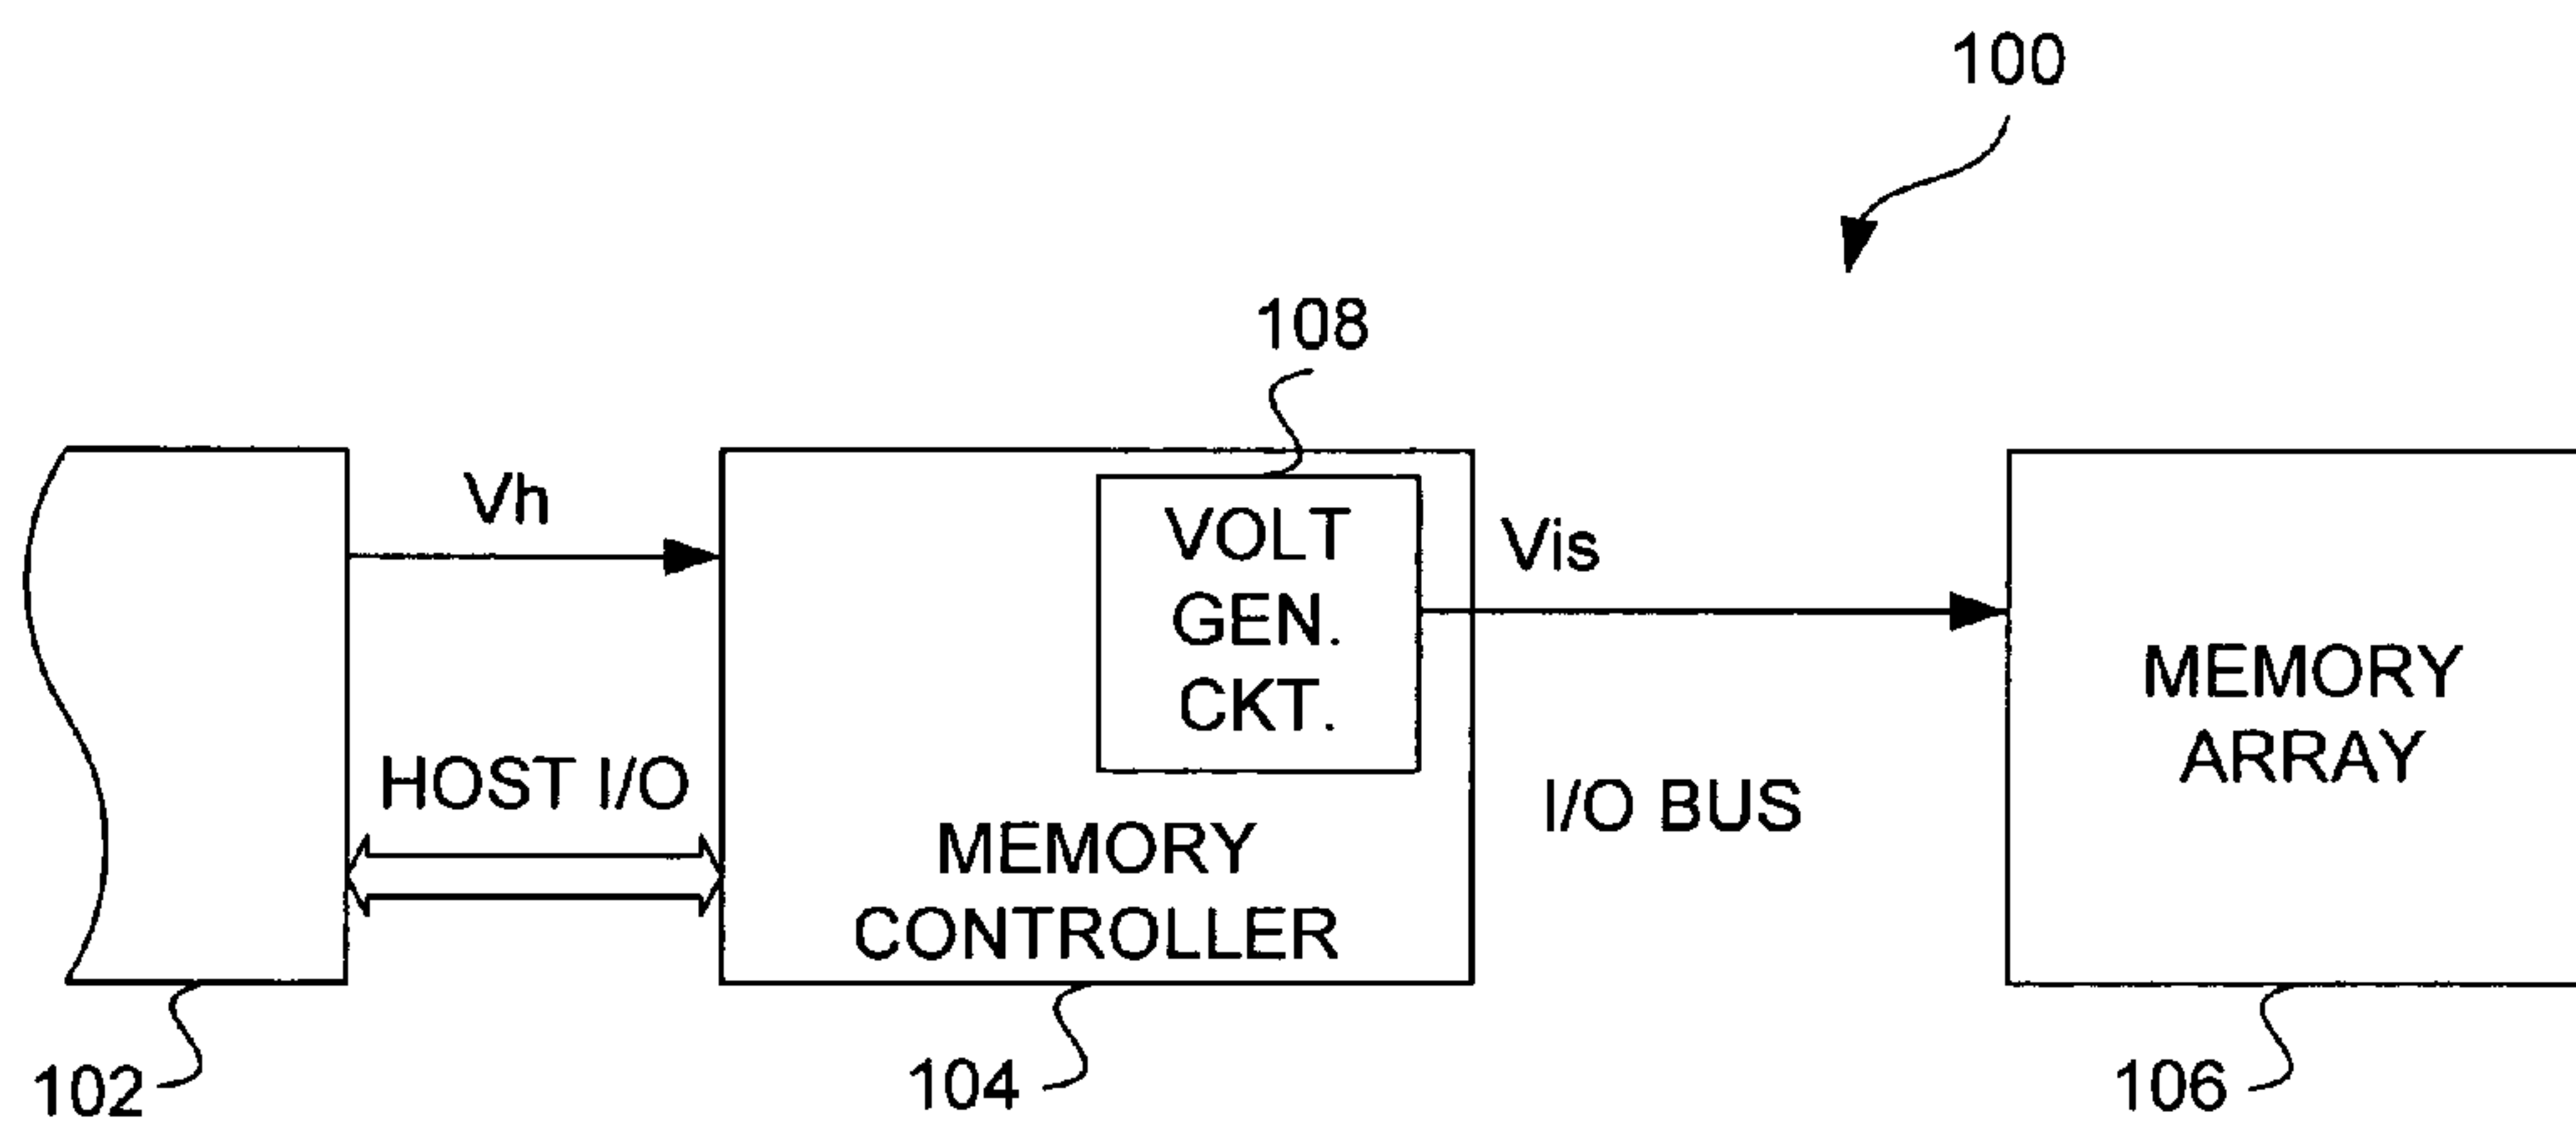 100
108
Vh
VOLT
GEN.
CKT.
Vis
MEMORY
ARRAY
HOST I/O
I/O BUS
MEMORY
CONTROLLER
102
104
106